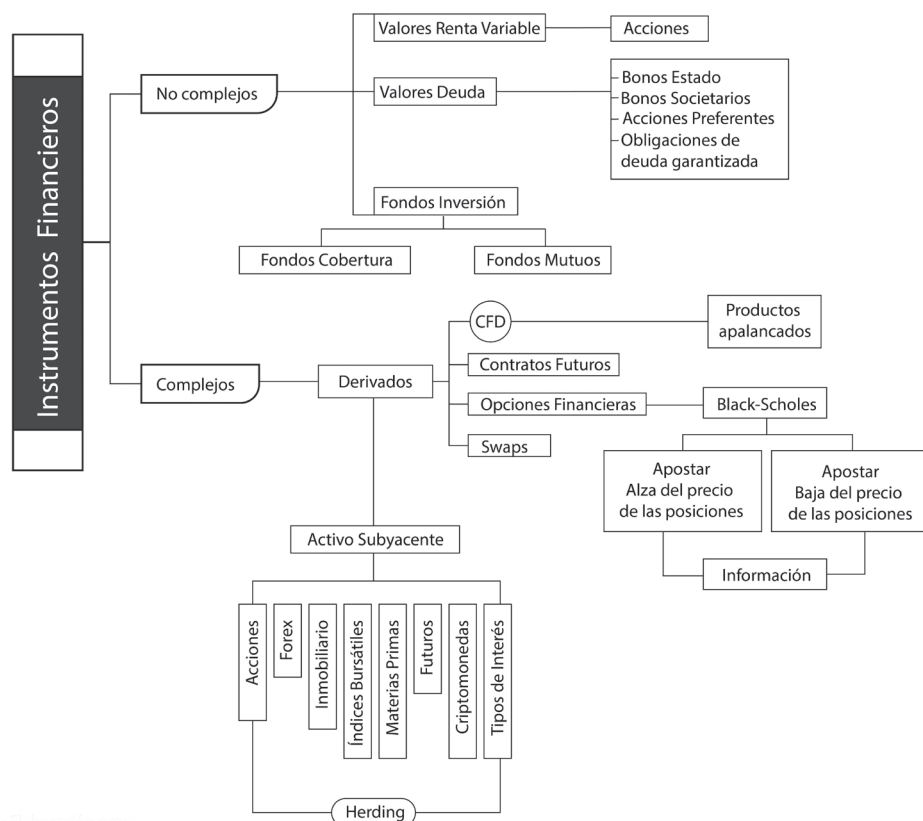 Instrumentos Financieros
No complejos
Valores Renta Variable
Acciones
Valores Deuda
Bonos Estado
Bonos Societarios
Acciones Preferentes
Obligaciones de
deuda garantizada
Fondos Inversión
Fondos Cobertura
Fondos Mutuos
Complejos
Derivados
CFD
Productos
apalancados
Contratos Futuros
Opciones Financieras
Black-Scholes
Swaps
Apostar
Alza del precio
de las posiciones
Apostar
Baja del precio
de las posiciones
Información
Activo Subyacente
Acciones
Forex
Inmobiliario
Índices Bursátiles
Materias Primas
Futuros
Criptomonedas
Tipos de Interés
Herding